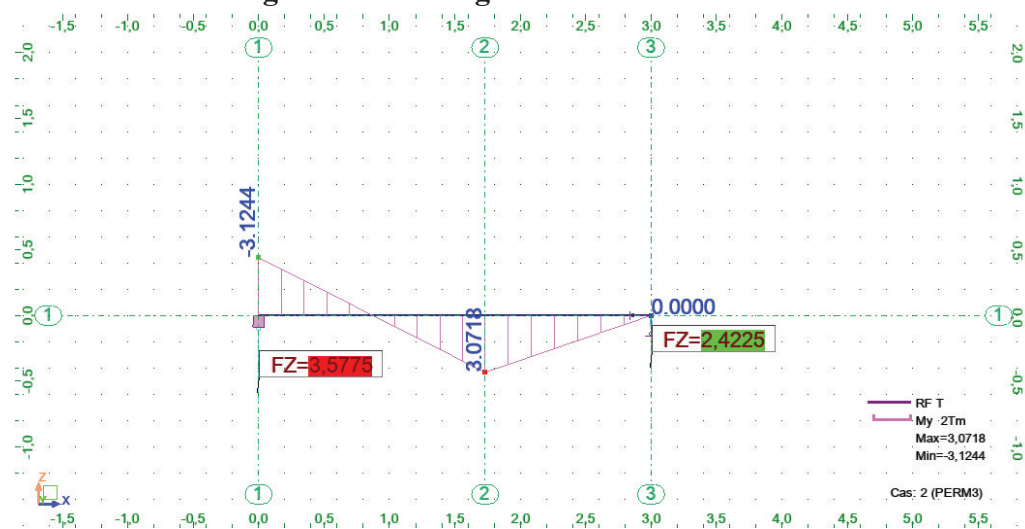 -1,5 -1,0 -0,5 0,0 0,5 1,0 1,5 2,0 2,5 3,0 3,5 4,0 4,5 5,0 5,5
1 2 3
2,0 2,0
1,5 1,5
1,0 1,0
-3.1244
0,5 0,5
0,0 1 0.0000 1 0,0
3.0718
FZ=2,4225
FZ=3,5775
-0,5 -0,5
RF T
My 2Tm
Max=3,0718
Min=-3,1244
-1,0 -1,0
Cas: 2 (PERM3)
Z
Y X
1 2 3
-1,5 -1,0 -0,5 0,0 0,5 1,0 1,5 2,0 2,5 3,0 3,5 4,0 4,5 5,0 5,5